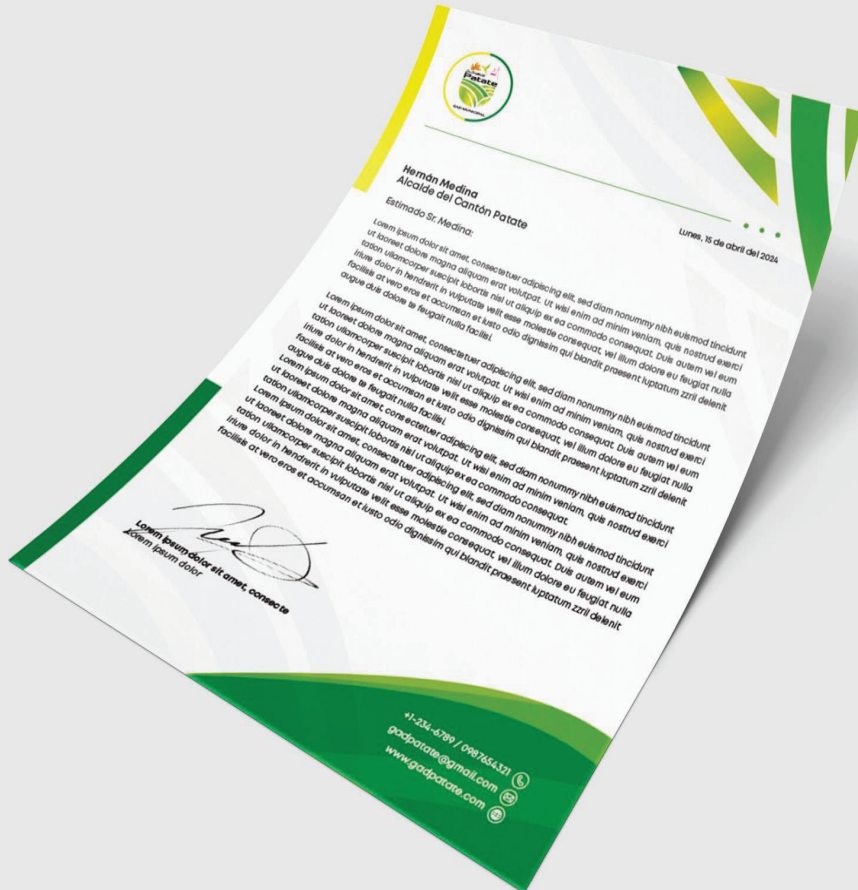 Patate
GAD MUNICIPAL
Hernán Medina
Alcalde del Cantón Patate
Lunes, 15 de abril del 2024
Estimado Sr. Medina:
Lorem ipsum dolor sit amet, consectetuer adipiscing elit, sed diam nonummy nibh euismod tincidunt
ut laoreet dolore magna aliquam erat volutpat. Ut wisi enim ad minim veniam, quis nostrud exerci
tation ullamcorper suscipit lobortis nisl ut aliquip ex ea commodo consequat. Duis autem vel eum
iriure dolor in hendrerit in vulputate velit esse molestie consequat, vel illum dolore eu feugiat nulla
facilisis at vero eros et accumsan et iusto odio dignissim qui blandit praesent luptatum zzril delenit
augue duis dolore te feugait nulla facilisi.
Lorem ipsum dolor sit amet, consectetuer adipiscing elit, sed diam nonummy nibh euismod tincidunt
ut laoreet dolore magna aliquam erat volutpat. Ut wisi enim ad minim veniam, quis nostrud exerci
tation ullamcorper suscipit lobortis nisl ut aliquip ex ea commodo consequat. Duis autem vel eum
iriure dolor in hendrerit in vulputate velit esse molestie consequat, vel illum dolore eu feugiat nulla
facilisis at vero eros et accumsan et iusto odio dignissim qui blandit praesent luptatum zzril delenit
augue duis dolore te feugait nulla facilisi.
Lorem ipsum dolor sit amet, consectetuer adipiscing elit, sed diam nonummy nibh euismod tincidunt
ut laoreet dolore magna aliquam erat volutpat. Ut wisi enim ad minim veniam, quis nostrud exerci
tation ullamcorper suscipit lobortis nisl ut aliquip ex ea commodo consequat.
Lorem ipsum dolor sit amet, consectetuer adipiscing elit, sed diam nonummy nibh euismod tincidunt
ut laoreet dolore magna aliquam erat volutpat. Ut wisi enim ad minim veniam, quis nostrud exerci
tation ullamcorper suscipit lobortis nisl ut aliquip ex ea commodo consequat. Duis autem vel eum
iriure dolor in hendrerit in vulputate velit esse molestie consequat, vel illum dolore eu feugiat nulla
facilisis at vero eros et accumsan et iusto odio dignissim qui blandit praesent luptatum zzril delenit
Lorem ipsum dolor sit amet, consecte
Lorem ipsum dolor
+1-234-6789 / 0987654321
gadpatate@gmail.com
www.gadpatate.com